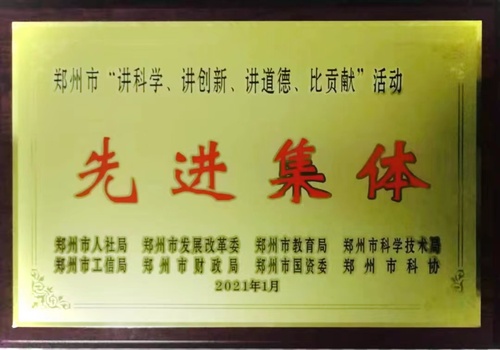 郑州市“讲科学、讲创新、讲道德、比贡献”活动
先进集体
郑州市人社局 郑州市发展改革委 郑州市教育局 郑州市科学技术局
郑州市工信局 郑州市财政局 郑州市国资委 郑州市科协
2021年1月